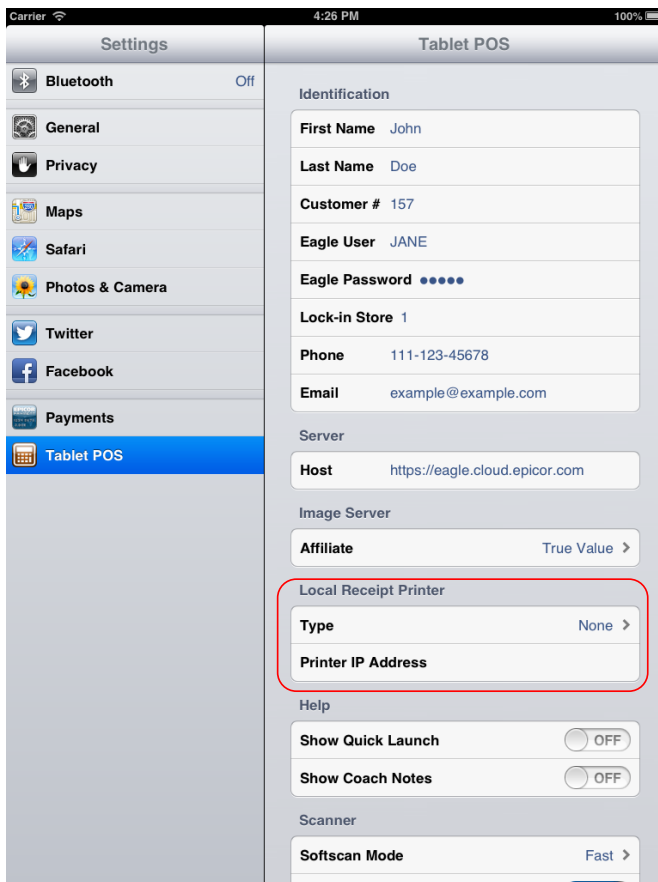 Carrier 4:26 PM 100%
Settings
Bluetooth Off
General
Privacy
Maps
Safari
Photos & Camera
Twitter
Facebook
Payments
Tablet POS
Tablet POS
Identification
First Name John
Last Name Doe
Customer # 157
Eagle User JANE
Eagle Password •••••
Lock-in Store 1
Phone 111-123-45678
Email example@example.com
Server
Host https://eagle.cloud.epicor.com
Image Server
Affiliate True Value
Local Receipt Printer
Type None
Printer IP Address
Help
Show Quick Launch OFF
Show Coach Notes OFF
Scanner
Softscan Mode Fast